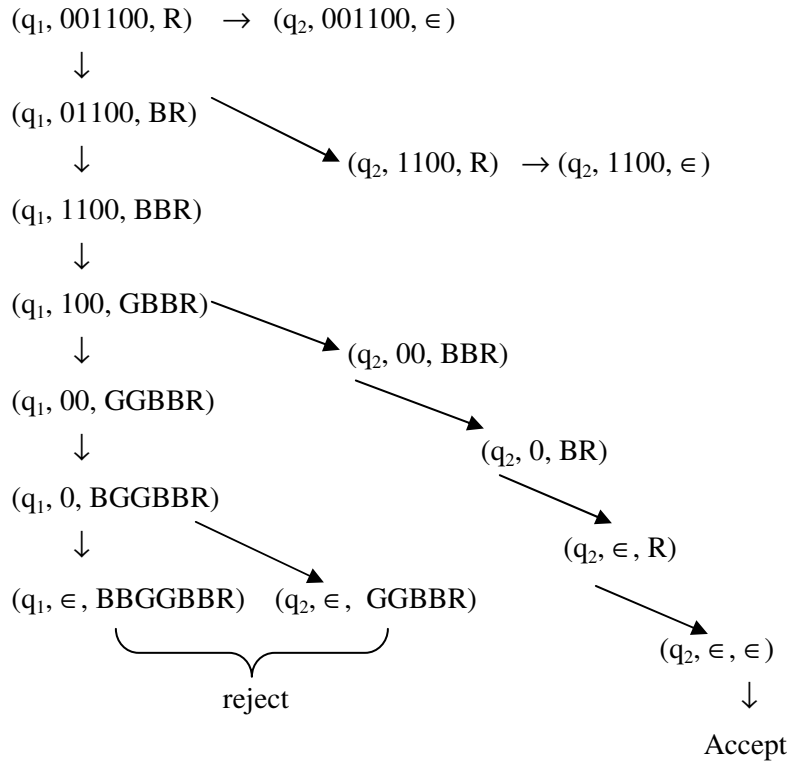 (q₁, 001100, R) → (q₂, 001100, ∈)
(q₁, 01100, BR)
(q₂, 1100, R) → (q₂, 1100, ∈)
(q₁, 1100, BBR)
(q₁, 100, GBBR)
(q₂, 00, BBR)
(q₁, 00, GGBBR)
(q₂, 0, BR)
(q₁, 0, BGGBBR)
(q₂, ∈, R)
(q₁, ∈, BBGGBBR) (q₂, ∈, GGBBR)
(q₂, ∈, ∈)
reject
Accept